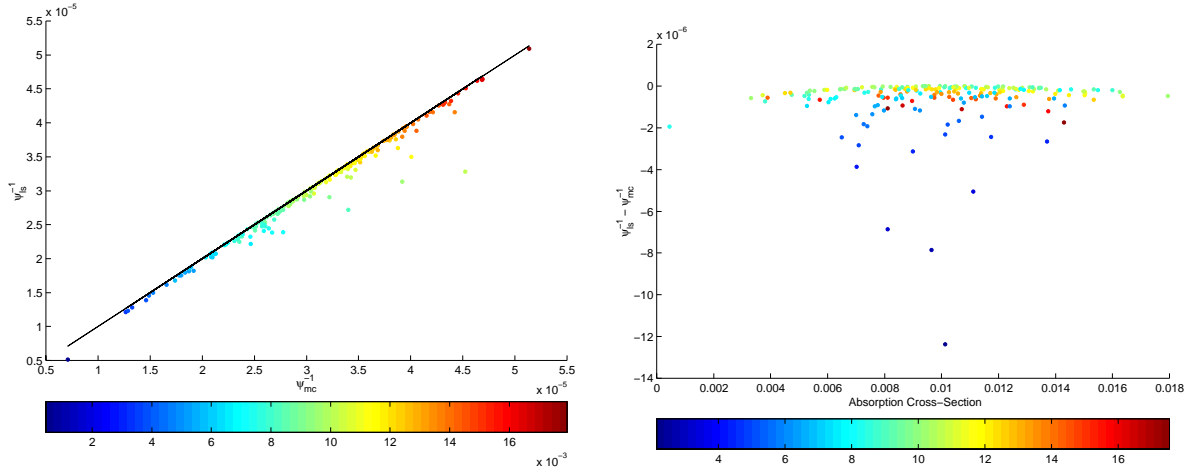 x 10⁻⁵
5.5
5
4.5
4
3.5
3
2.5
2
1.5
1
0.5
ψ_ls⁻¹
0.5 1 1.5 2 2.5 3 3.5 4 4.5 5 5.5
ψ_mc⁻¹
x 10⁻⁵
2 4 6 8 10 12 14 16
x 10⁻³
x 10⁻⁶
2
0
−2
−4
−6
−8
−10
−12
−14
ψ_ls⁻¹ − ψ_mc⁻¹
0 0.002 0.004 0.006 0.008 0.01 0.012 0.014 0.016 0.018
Absorption Cross−Section
4 6 8 10 12 14 16